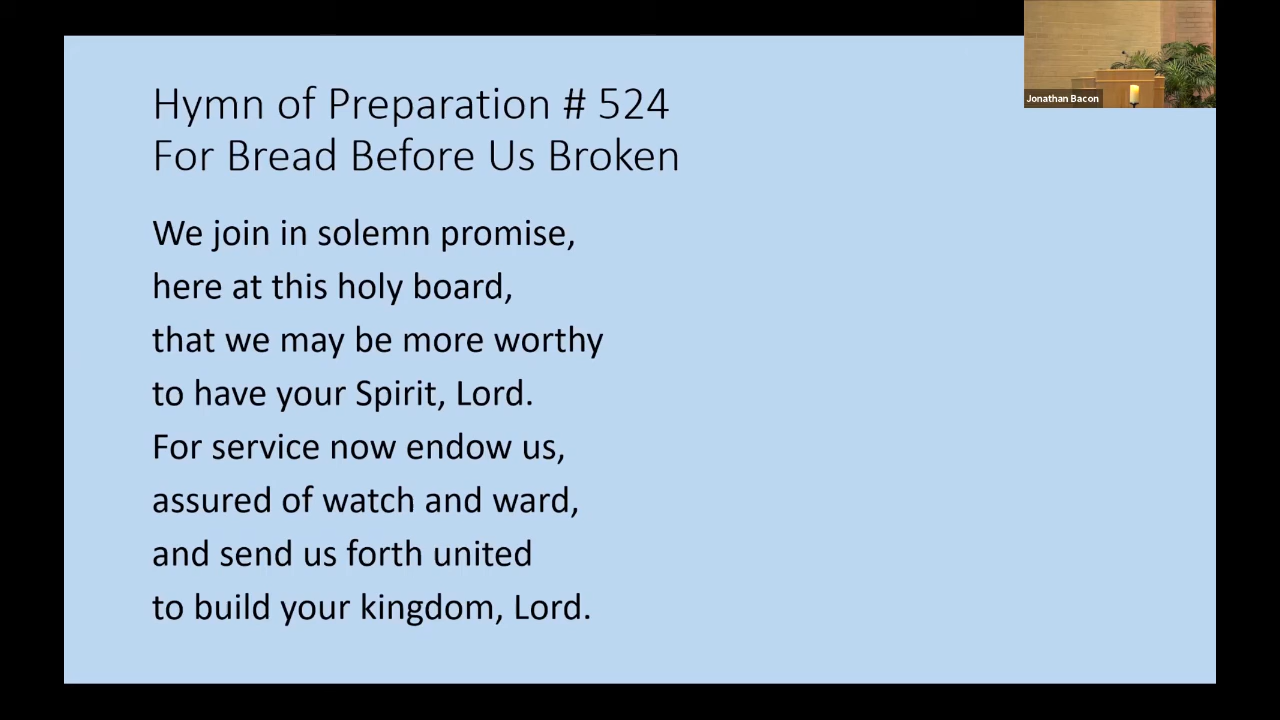 Hymn of Preparation # 524
For Bread Before Us Broken
We join in solemn promise,
here at this holy board,
that we may be more worthy
to have your Spirit, Lord.
For service now endow us,
assured of watch and ward,
and send us forth united
to build your kingdom, Lord.
Jonathan Bacon